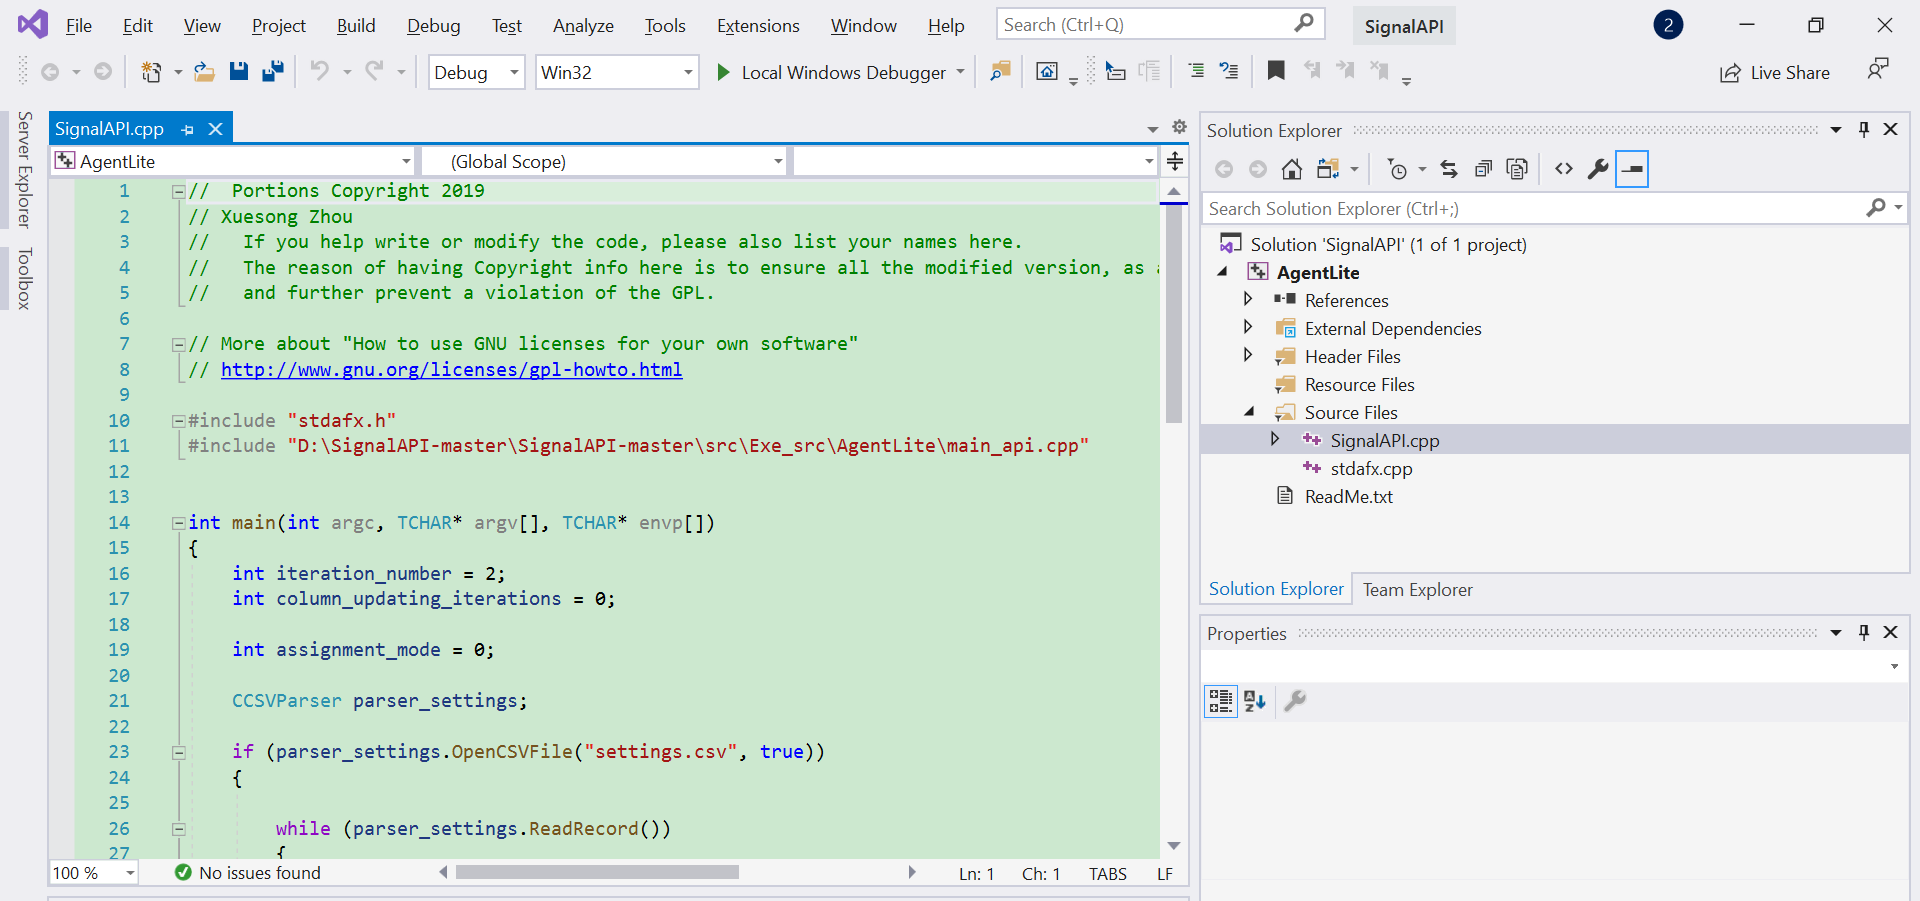 File Edit View Project Build Debug Test Analyze Tools Extensions Window Help Search (Ctrl+Q) SignalAPI 2
Debug Win32 Local Windows Debugger Live Share
Server Explorer
Toolbox
SignalAPI.cpp
AgentLite (Global Scope)
1 // Portions Copyright 2019
2 // Xuesong Zhou
3 // If you help write or modify the code, please also list your names here.
4 // The reason of having Copyright info here is to ensure all the modified version, as
5 // and further prevent a violation of the GPL.
6
7 // More about "How to use GNU licenses for your own software"
8 // http://www.gnu.org/licenses/gpl-howto.html
9
10 #include "stdafx.h"
11 #include "D:\SignalAPI-master\SignalAPI-master\src\Exe_src\AgentLite\main_api.cpp"
12
13
14 int main(int argc, TCHAR* argv[], TCHAR* envp[])
15 {
16 int iteration_number = 2;
17 int column_updating_iterations = 0;
18
19 int assignment_mode = 0;
20
21 CCSVParser parser_settings;
22
23 if (parser_settings.OpenCSVFile("settings.csv", true))
24 {
25
26 while (parser_settings.ReadRecord())
27 {
100 % No issues found Ln: 1 Ch: 1 TABS LF
Solution Explorer
Search Solution Explorer (Ctrl+;)
Solution 'SignalAPI' (1 of 1 project)
AgentLite
References
External Dependencies
Header Files
Resource Files
Source Files
SignalAPI.cpp
stdafx.cpp
ReadMe.txt
Solution Explorer Team Explorer
Properties